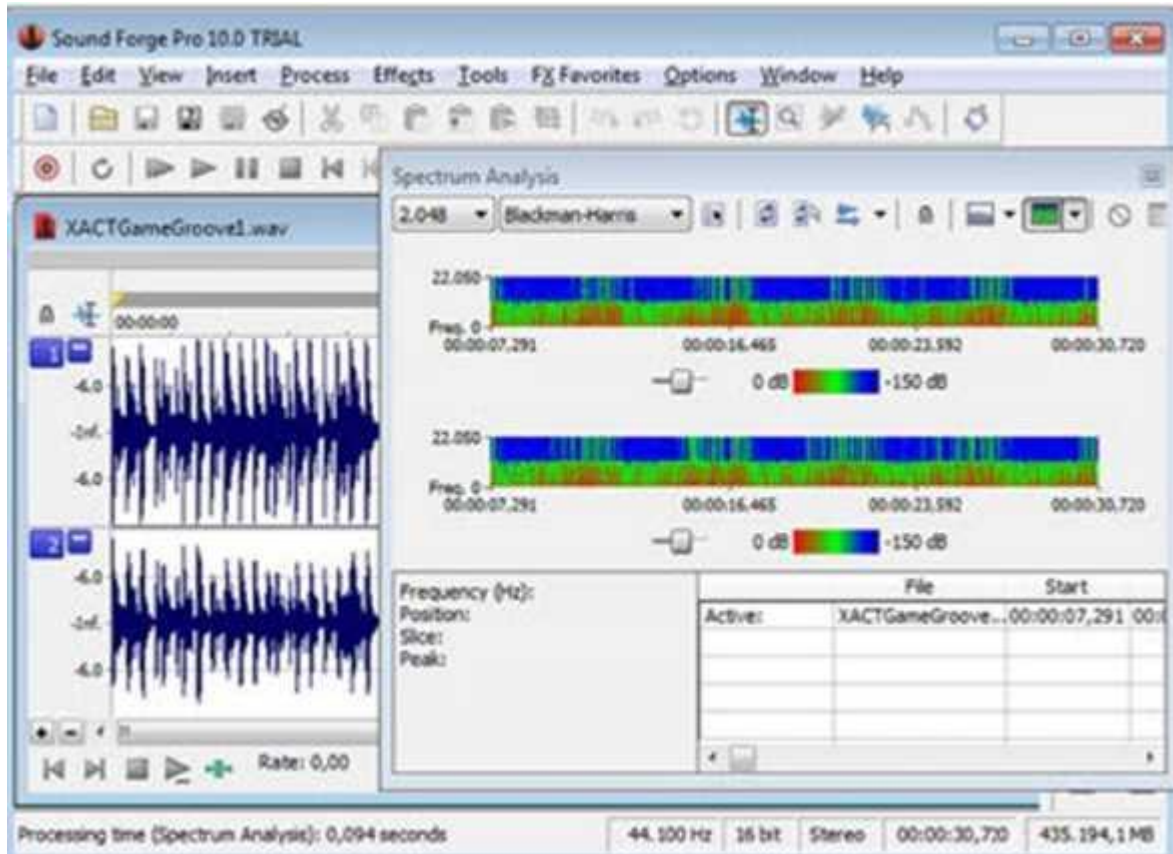 Sound Forge Pro 10.0 TRIAL
File Edit View Insert Process Effects Tools FX Favorites Options Window Help
Spectrum Analysis
2.048 Blackman-Harris
XACTGameGroove1.wav
00:00:00
1
-6.0
-Inf.
-6.0
2
-6.0
-Inf.
-6.0
22.050
Freq. 0
00:00:07,291 00:00:16,465 00:00:23,592 00:00:30,720
0 dB -150 dB
22.050
Freq. 0
00:00:07,291 00:00:16,465 00:00:23,592 00:00:30,720
0 dB -150 dB
Frequency (Hz):
Position:
Slice:
Peak:
File Start
Active: XACTGameGroove... 00:00:07,291
Rate: 0,00
Processing time (Spectrum Analysis): 0,094 seconds 44.100 Hz 16 bit Stereo 00:00:30,720 435.194,1 MB